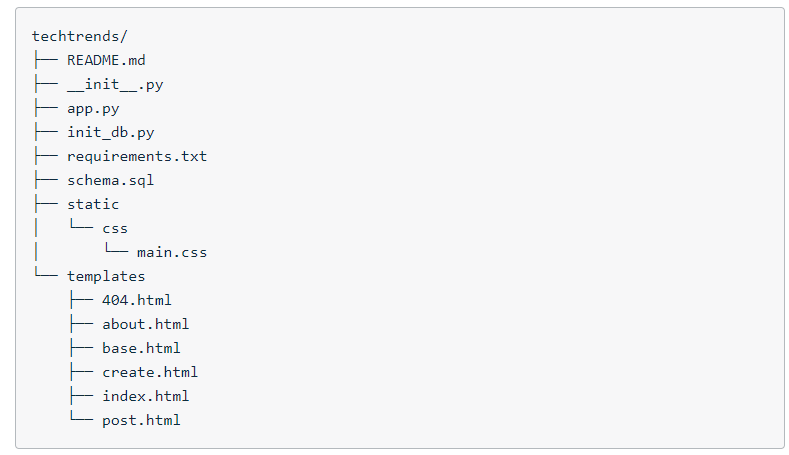 techtrends/
├── README.md
├── __init__.py
├── app.py
├── init_db.py
├── requirements.txt
├── schema.sql
├── static
│   └── css
│       └── main.css
└── templates
    ├── 404.html
    ├── about.html
    ├── base.html
    ├── create.html
    ├── index.html
    └── post.html